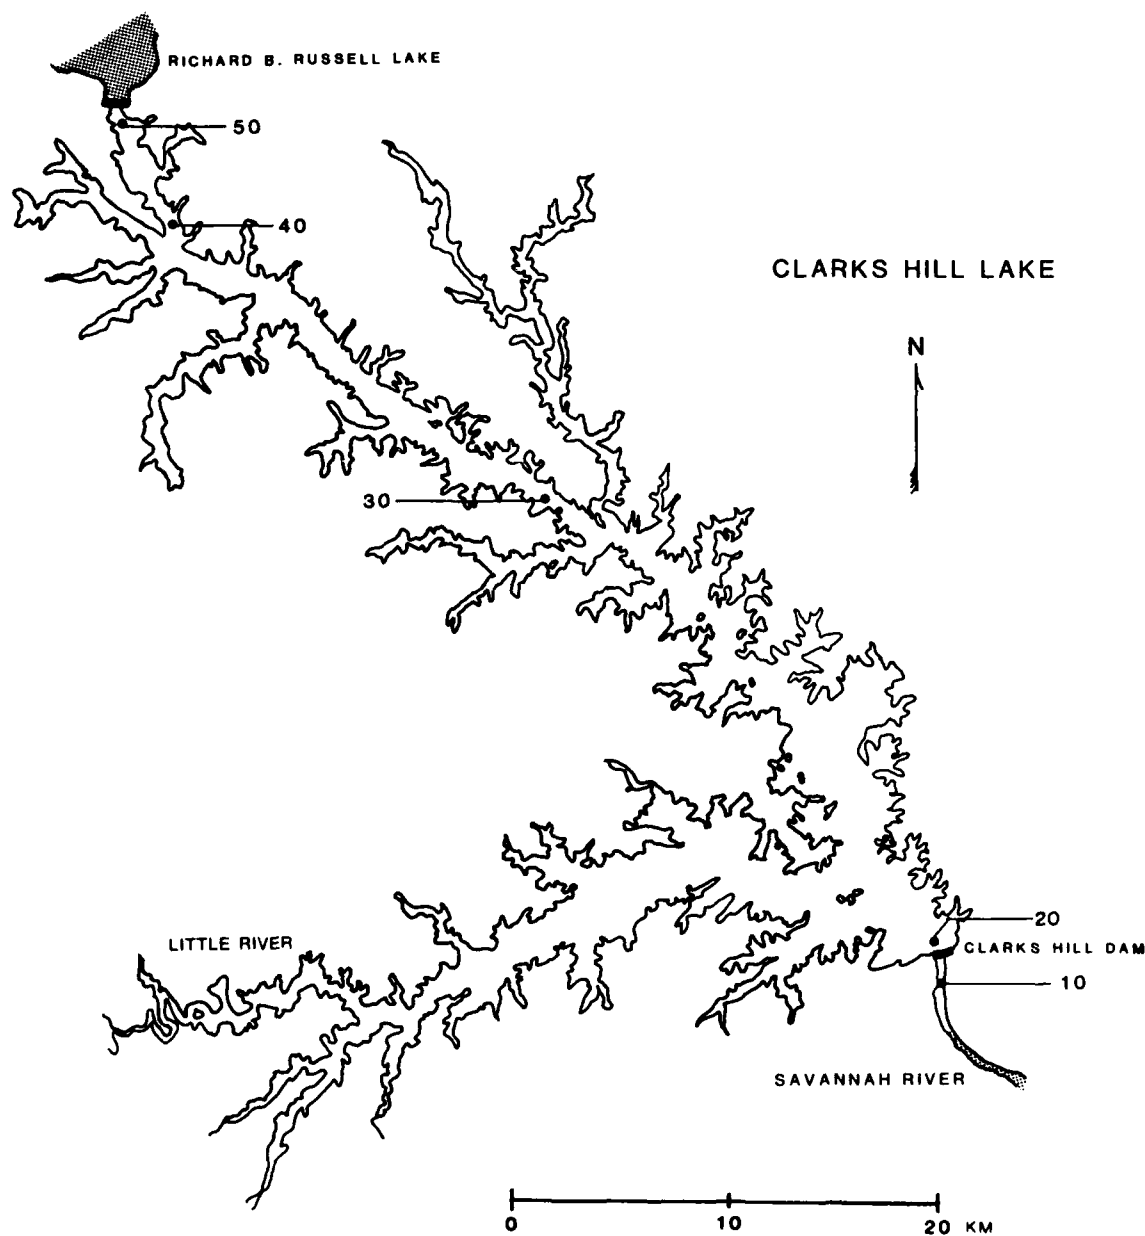 RICHARD B. RUSSELL LAKE
50
40
CLARKS HILL LAKE
N
30
20
LITTLE RIVER
CLARKS HILL DAM
10
SAVANNAH RIVER
0 10 20 KM